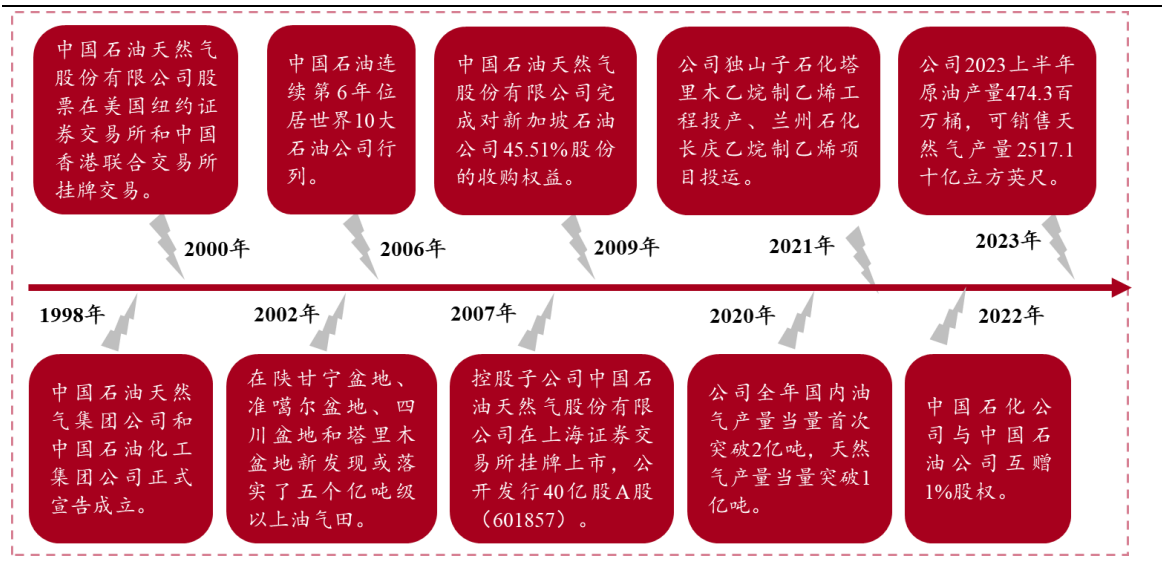 中国石油天然气
股份有限公司股
票在美国纽约证
券交易所和中国
香港联合交易所
挂牌交易。
中国石油连
续第6年位
居世界10大
石油公司行
列。
中国石油天然气
股份有限公司完
成对新加坡石油
公司45.51%股份
的收购权益。
公司独山子石化塔
里木乙烷制乙烯工
程投产、兰州石化
长庆乙烷制乙烯项
目投运。
公司2023上半年
原油产量474.3百
万桶，可销售天
然气产量2517.1
十亿立方英尺。
2000年
2006年
2009年
2021年
2023年
1998年
2002年
2007年
2020年
2022年
中国石油天然
气集团公司和
中国石油化工
集团公司正式
宣告成立。
在陕甘宁盆地、
准噶尔盆地、四
川盆地和塔里木
盆地新发现或落
实了五个亿吨级
以上油气田。
控股子公司中国石
油天然气股份有限
公司在上海证券交
易所挂牌上市，公
开发行40亿股A股
（601857）。
公司全年国内油
气产量当量首次
突破2亿吨，天然
气产量当量突破1
亿吨。
中国石化公
司与中国石
油公司互赠
1%股权。